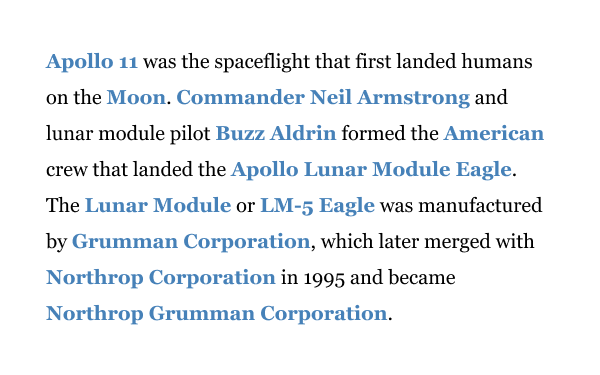 Apollo 11 was the spaceflight that first landed humans
on the Moon. Commander Neil Armstrong and
lunar module pilot Buzz Aldrin formed the American
crew that landed the Apollo Lunar Module Eagle.
The Lunar Module or LM-5 Eagle was manufactured
by Grumman Corporation, which later merged with
Northrop Corporation in 1995 and became
Northrop Grumman Corporation.